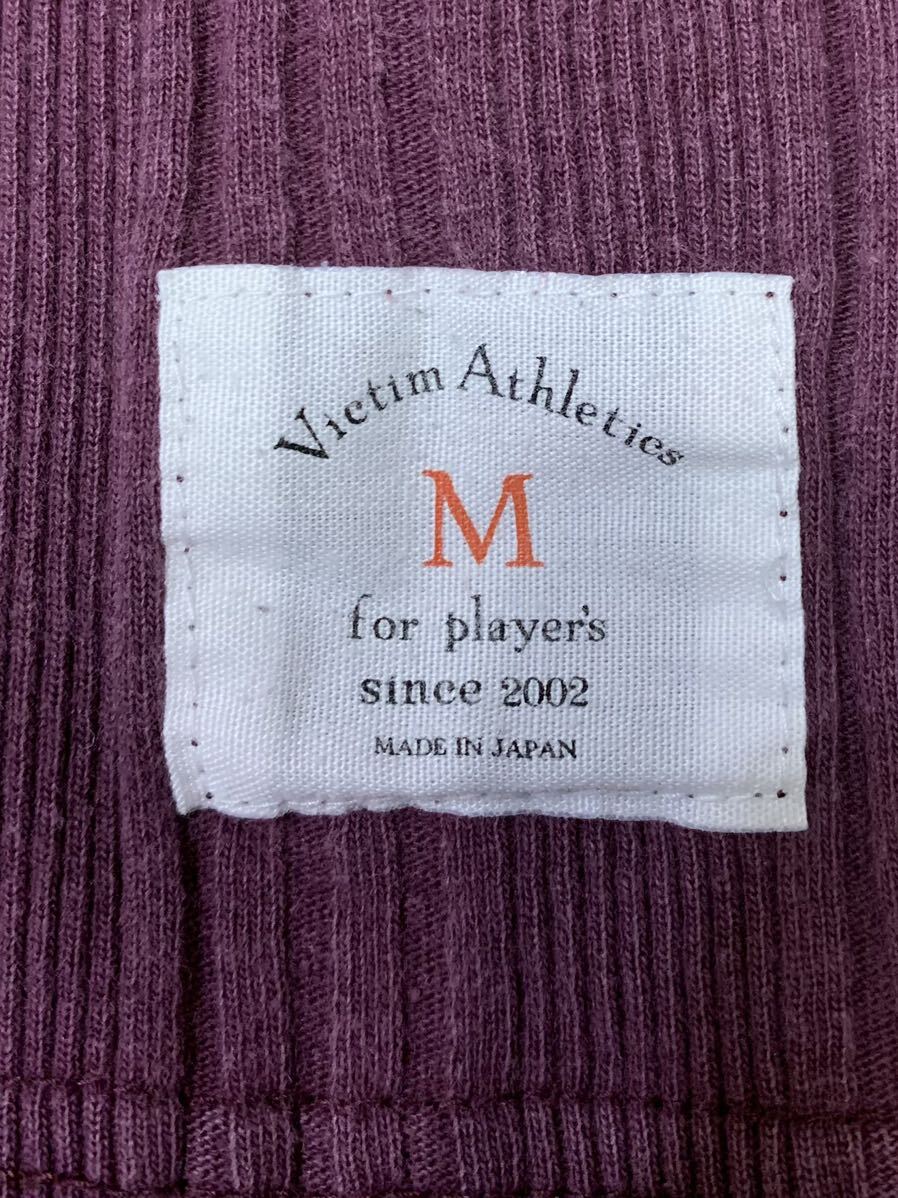 Victim Athletics
M
for player's
since 2002
MADE IN JAPAN